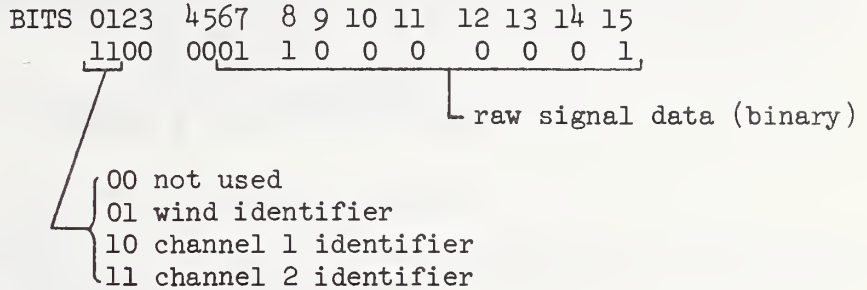 BITS 0123 4567 8 9 10 11 12 13 14 15
1100 0001 1 0 0 0 0 0 0 1
raw signal data (binary)
00 not used
01 wind identifier
10 channel 1 identifier
11 channel 2 identifier